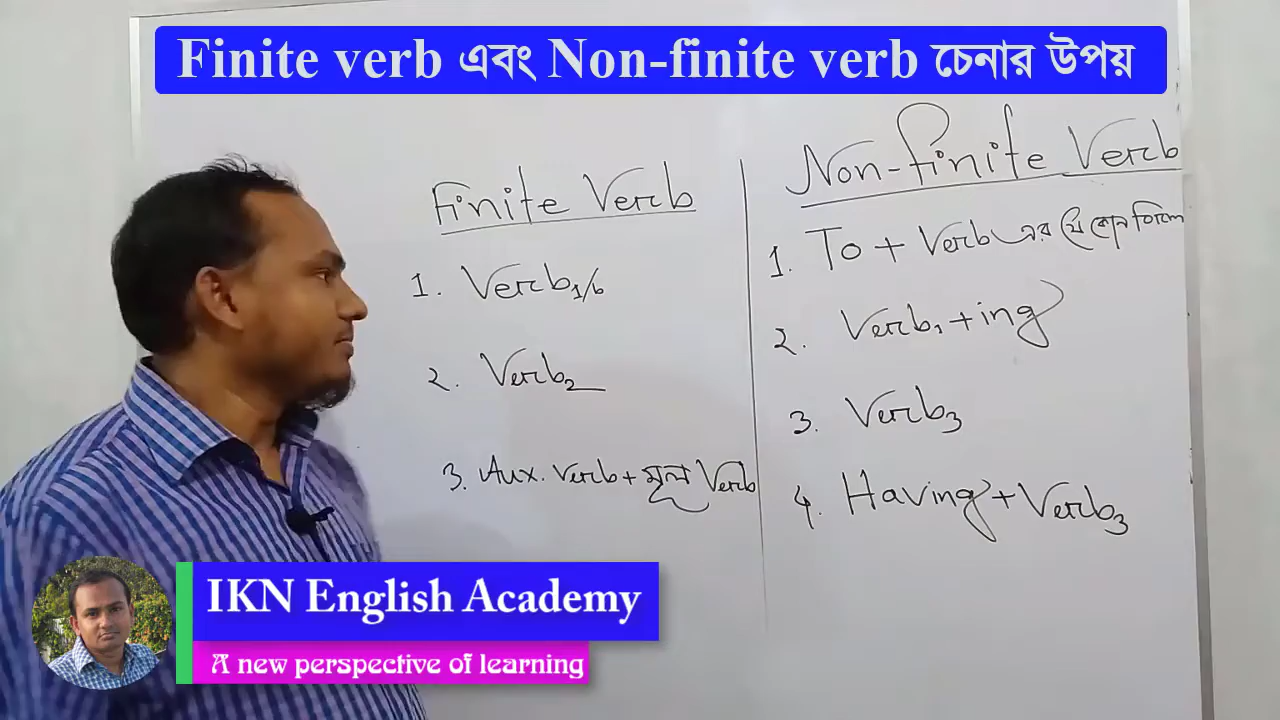 Finite verb এবং Non-finite verb চেনার উপয়
Finite Verb
1. Verb1/6
2. Verb2
3. Aux. Verb + মূল Verb
Non-finite Verb
1. To + Verb এর যে কোন form
2. Verb1 + ing
3. Verb3
4. Having + Verb3
IKN English Academy
A new perspective of learning